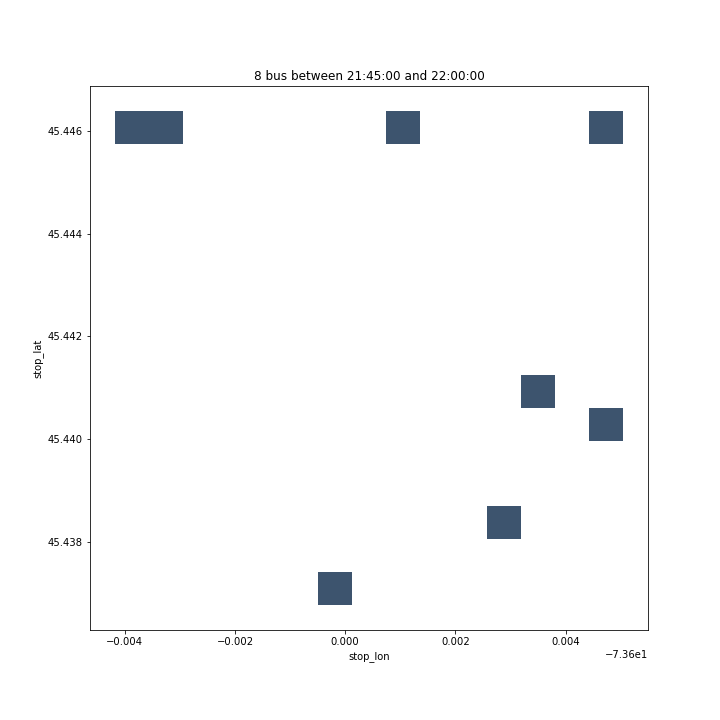 8 bus between 21:45:00 and 22:00:00
45.446
45.444
45.442
45.440
45.438
stop_lat
−0.004 −0.002 0.000 0.002 0.004
stop_lon
−7.36e1